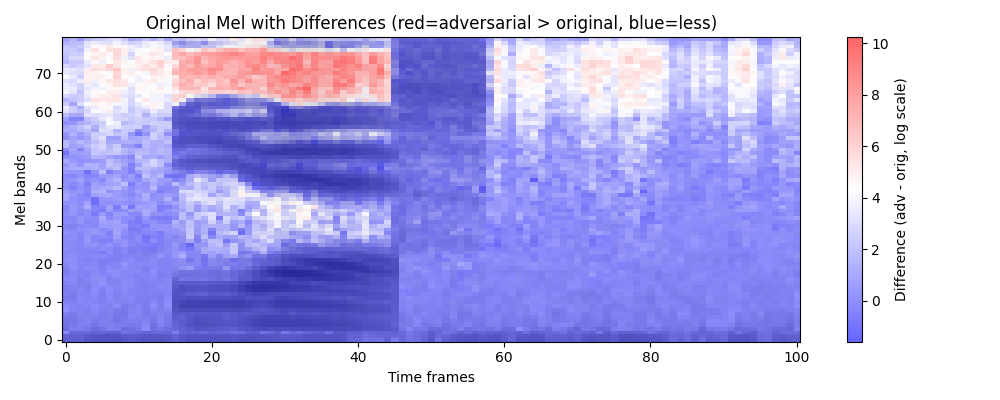 Original Mel with Differences (red=adversarial > original, blue=less)
Mel bands
70
60
50
40
30
20
10
0
0 20 40 60 80 100
Time frames
10
8
6
4
2
0
Difference (adv - orig, log scale)